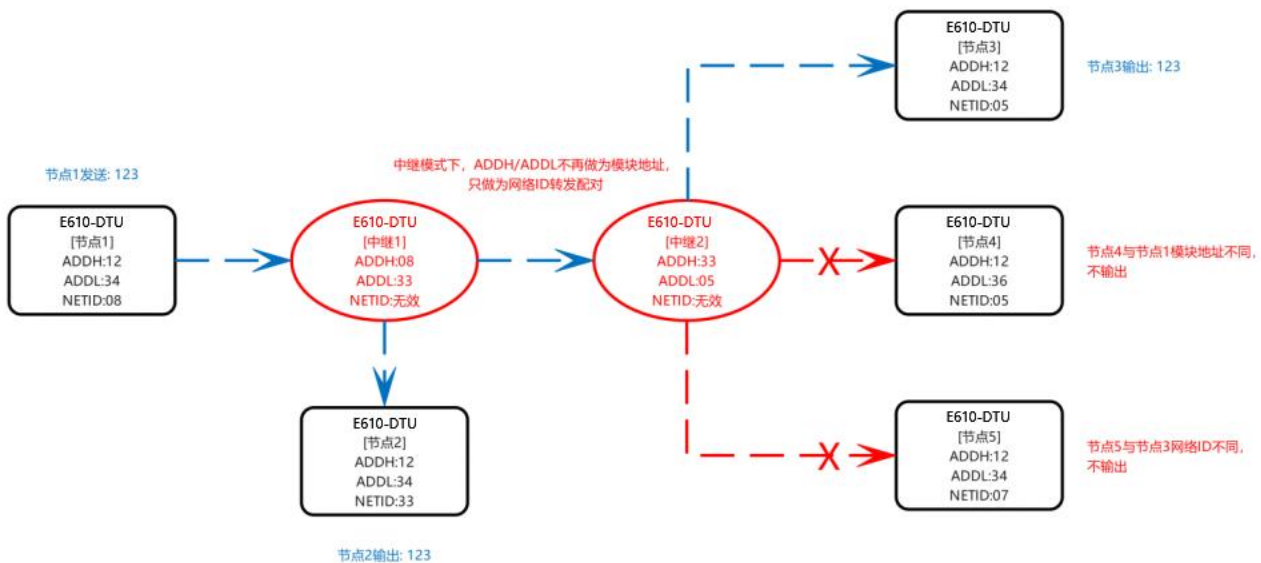 E610-DTU
[节点3]
ADDH:12
ADDL:34
NETID:05
节点3输出: 123
中继模式下，ADDH/ADDL不再做为模块地址，
只做为网络ID转发配对
节点1发送: 123
E610-DTU
[节点1]
ADDH:12
ADDL:34
NETID:08
E610-DTU
[中继1]
ADDH:08
ADDL:33
NETID:无效
E610-DTU
[中继2]
ADDH:33
ADDL:05
NETID:无效
E610-DTU
[节点4]
ADDH:12
ADDL:36
NETID:05
节点4与节点1模块地址不同，
不输出
E610-DTU
[节点2]
ADDH:12
ADDL:34
NETID:33
节点2输出: 123
E610-DTU
[节点5]
ADDH:12
ADDL:34
NETID:07
节点5与节点3网络ID不同，
不输出